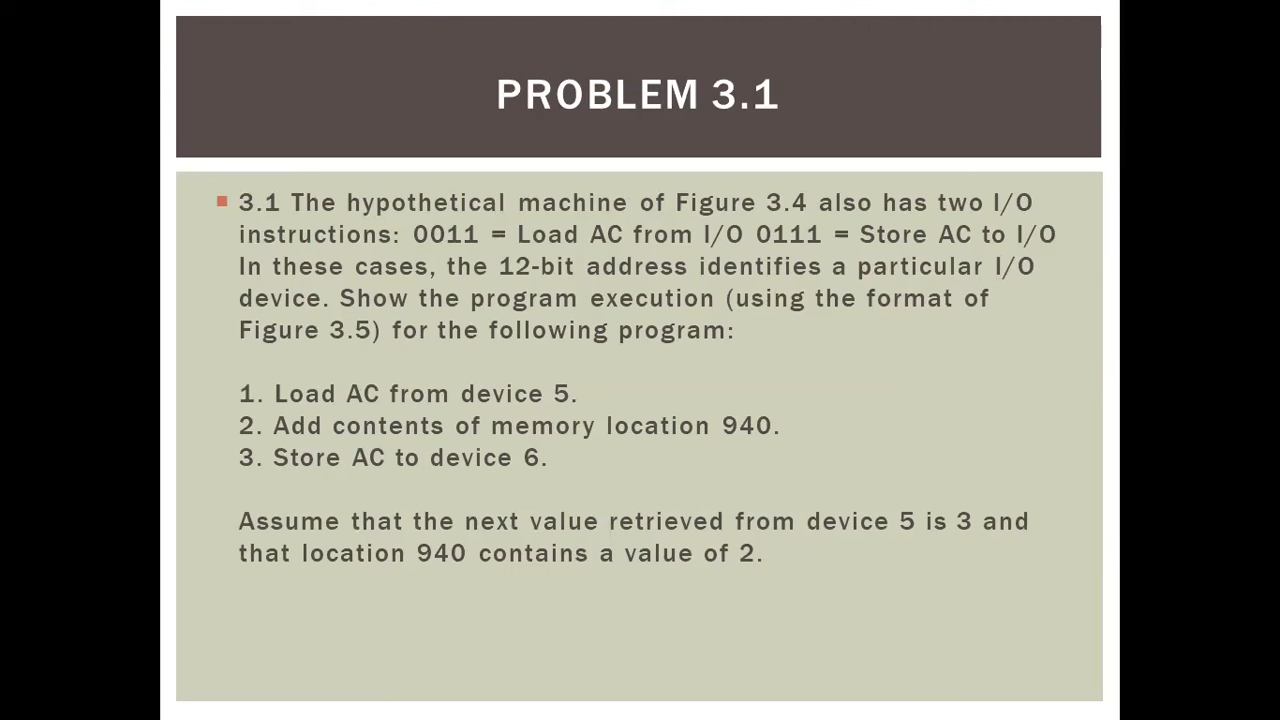 PROBLEM 3.1
3.1 The hypothetical machine of Figure 3.4 also has two I/O
instructions: 0011 = Load AC from I/O 0111 = Store AC to I/O
In these cases, the 12-bit address identifies a particular I/O
device. Show the program execution (using the format of
Figure 3.5) for the following program:
1. Load AC from device 5.
2. Add contents of memory location 940.
3. Store AC to device 6.
Assume that the next value retrieved from device 5 is 3 and
that location 940 contains a value of 2.